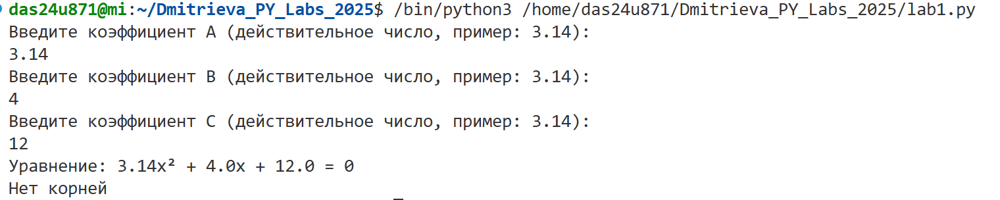 das24u871@mi:~/Dmitrieva_PY_Labs_2025$ /bin/python3 /home/das24u871/Dmitrieva_PY_Labs_2025/lab1.py
Введите коэффициент A (действительное число, пример: 3.14):
3.14
Введите коэффициент B (действительное число, пример: 3.14):
4
Введите коэффициент C (действительное число, пример: 3.14):
12
Уравнение: 3.14x² + 4.0x + 12.0 = 0
Нет корней